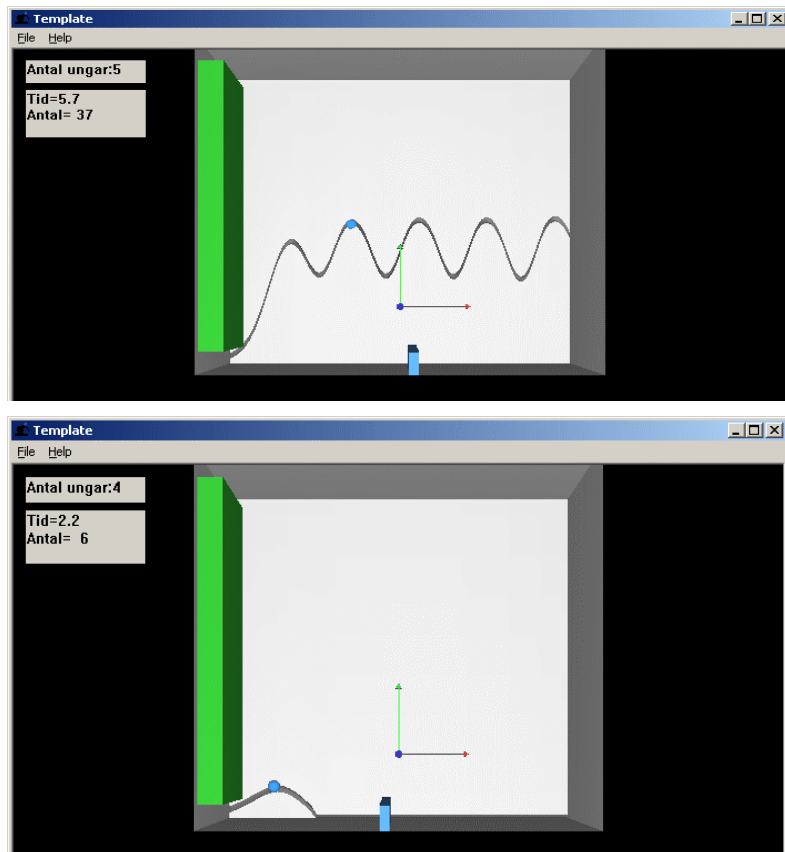 Template
File Help
Antal ungar:5
Tid=5.7
Antal= 37
Template
File Help
Antal ungar:4
Tid=2.2
Antal= 6